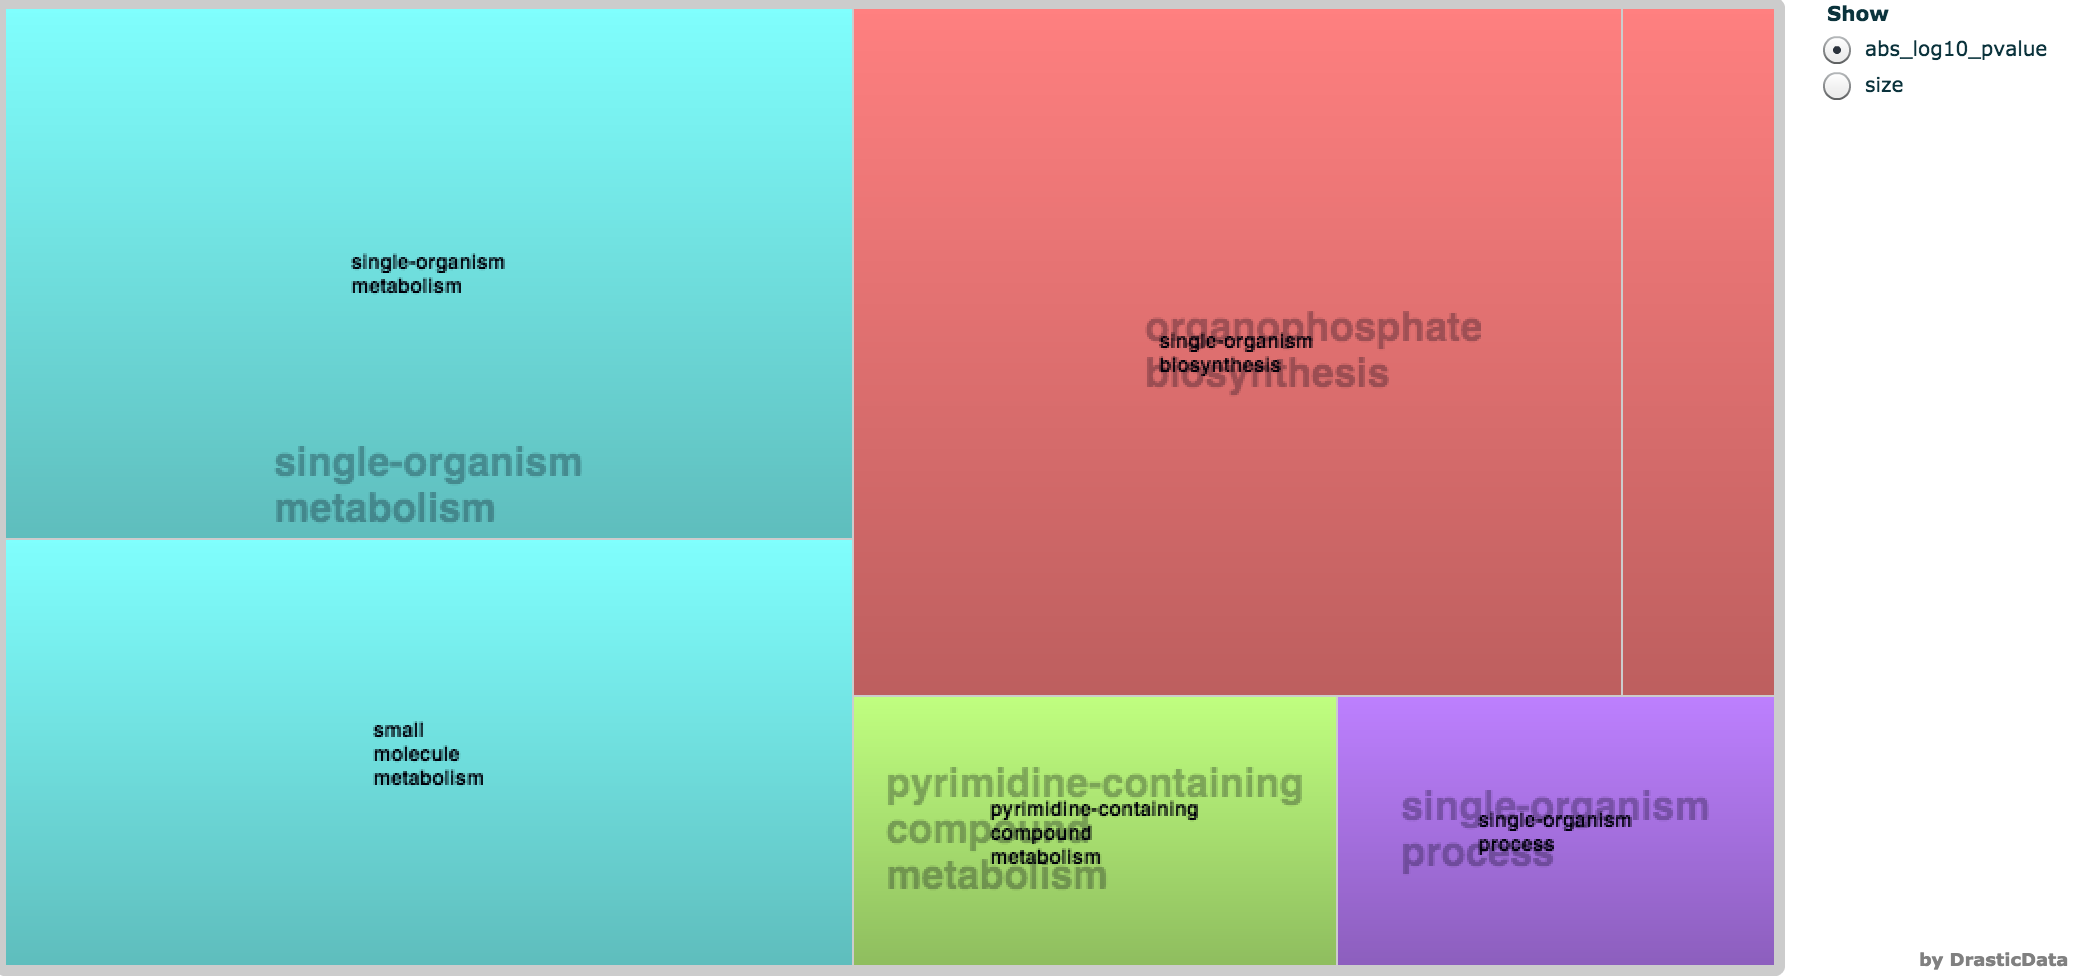 single-organism
metabolism
single-organism
metabolism
small
molecule
metabolism
organophosphate
biosynthesis
single-organism
biosynthesis
pyrimidine-containing
compound
metabolism
pyrimidine-containing
compound
metabolism
single-organism
process
single-organism
process
Show
abs_log10_pvalue
size
by DrasticData